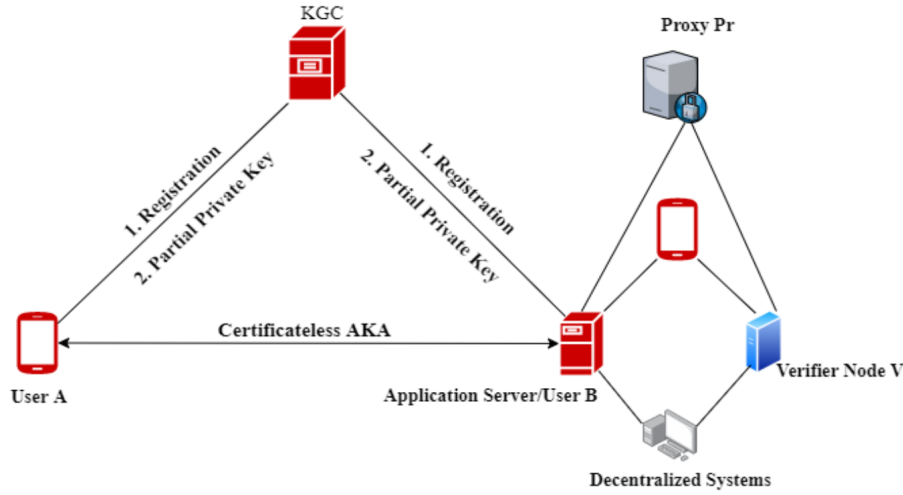 KGC
Proxy Pr
1. Registration
2. Partial Private Key
1. Registration
2. Partial Private Key
Certificateless AKA
User A
Application Server/User B
Verifier Node V
Decentralized Systems